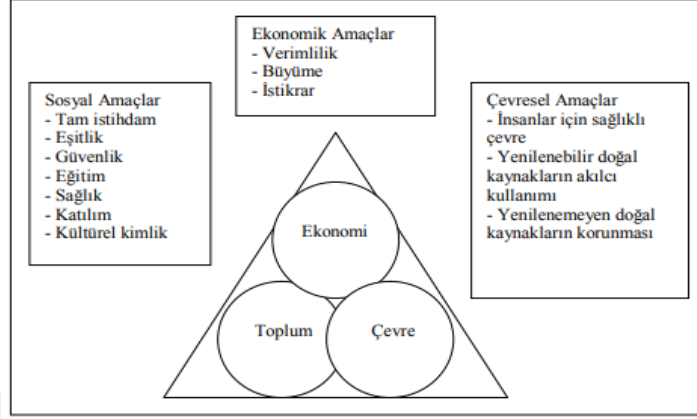 Ekonomik Amaçlar
- Verimlilik
- Büyüme
- İstikrar
Sosyal Amaçlar
- Tam istihdam
- Eşitlik
- Güvenlik
- Eğitim
- Sağlık
- Katılım
- Kültürel kimlik
Çevresel Amaçlar
- İnsanlar için sağlıklı
çevre
- Yenilenebilir doğal
kaynakların akılcı
kullanımı
- Yenilenemeyen doğal
kaynakların korunması
Ekonomi
Toplum
Çevre